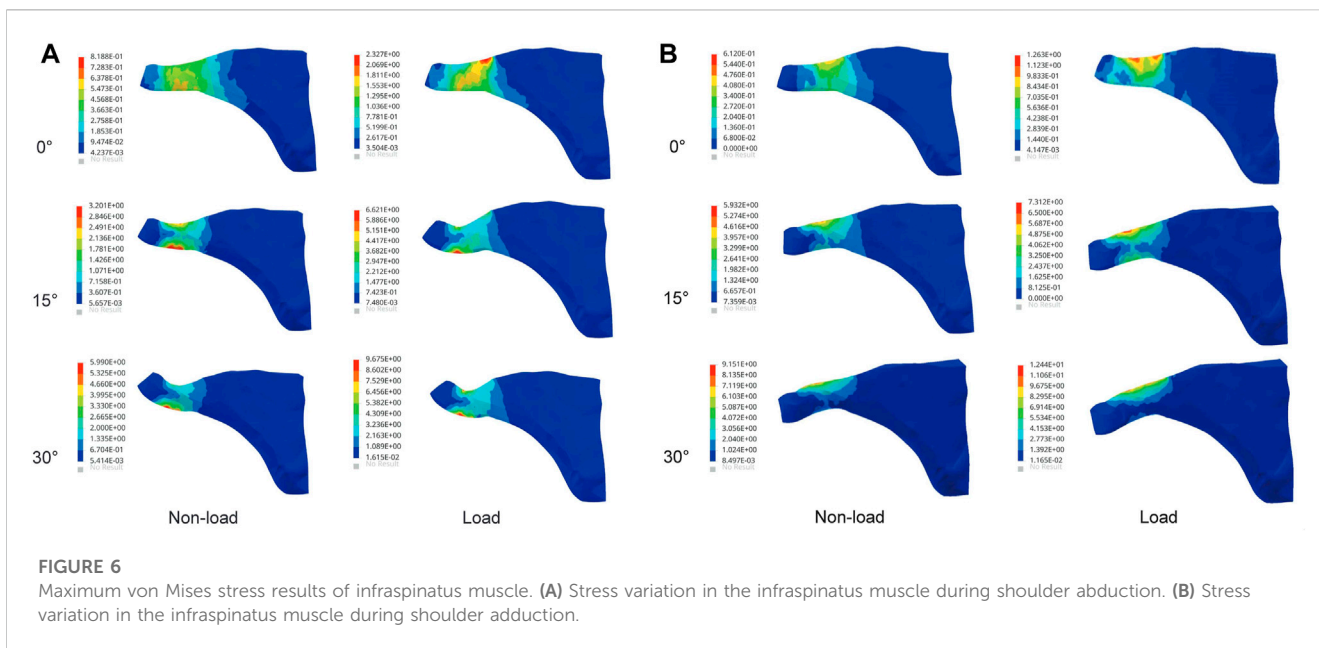 A
B
8.188E-01
7.283E-01
6.378E-01
5.473E-01
4.568E-01
3.663E-01
2.758E-01
1.853E-01
9.474E-02
4.237E-03
No Result
2.327E+00
2.069E+00
1.811E+00
1.553E+00
1.295E+00
1.036E+00
7.781E-01
5.199E-01
2.617E-01
3.504E-02
No Result
6.120E-01
5.440E-01
4.760E-01
4.080E-01
3.400E-01
2.720E-01
2.040E-01
1.360E-01
6.800E-02
0.000E+00
No Result
1.263E+00
1.123E+00
9.833E-01
8.434E-01
7.035E-01
5.636E-01
4.238E-01
2.839E-01
1.440E-01
4.147E-03
No Result
0°
0°
3.201E+00
2.846E+00
2.491E+00
2.136E+00
1.781E+00
1.426E+00
1.071E+00
7.158E-01
3.607E-01
5.657E-03
No Result
6.621E+00
5.886E+00
5.151E+00
4.417E+00
3.682E+00
2.947E+00
2.212E+00
1.477E+00
7.423E-01
7.480E-03
No Result
5.932E+00
5.274E+00
4.616E+00
3.957E+00
3.299E+00
2.641E+00
1.982E+00
1.324E+00
6.657E-01
7.359E-03
No Result
7.312E+00
6.500E+00
5.687E+00
4.875E+00
4.062E+00
3.250E+00
2.437E+00
1.625E+00
8.125E-01
0.000E+00
No Result
15°
15°
5.990E+00
5.325E+00
4.660E+00
3.995E+00
3.330E+00
2.665E+00
2.000E+00
1.335E+00
6.704E-01
5.414E-03
No Result
9.675E+00
8.602E+00
7.529E+00
6.456E+00
5.382E+00
4.309E+00
3.236E+00
2.163E+00
1.089E+00
1.615E-02
No Result
9.151E+00
8.135E+00
7.119E+00
6.103E+00
5.087E+00
4.072E+00
3.056E+00
2.040E+00
1.024E+00
8.497E-03
No Result
1.244E+01
1.106E+01
9.675E+00
8.295E+00
6.914E+00
5.534E+00
4.153E+00
2.773E+00
1.392E+00
1.165E-02
No Result
30°
30°
Non-load
Load
Non-load
Load
FIGURE 6
Maximum von Mises stress results of infraspinatus muscle. (A) Stress variation in the infraspinatus muscle during shoulder abduction. (B) Stress
variation in the infraspinatus muscle during shoulder adduction.